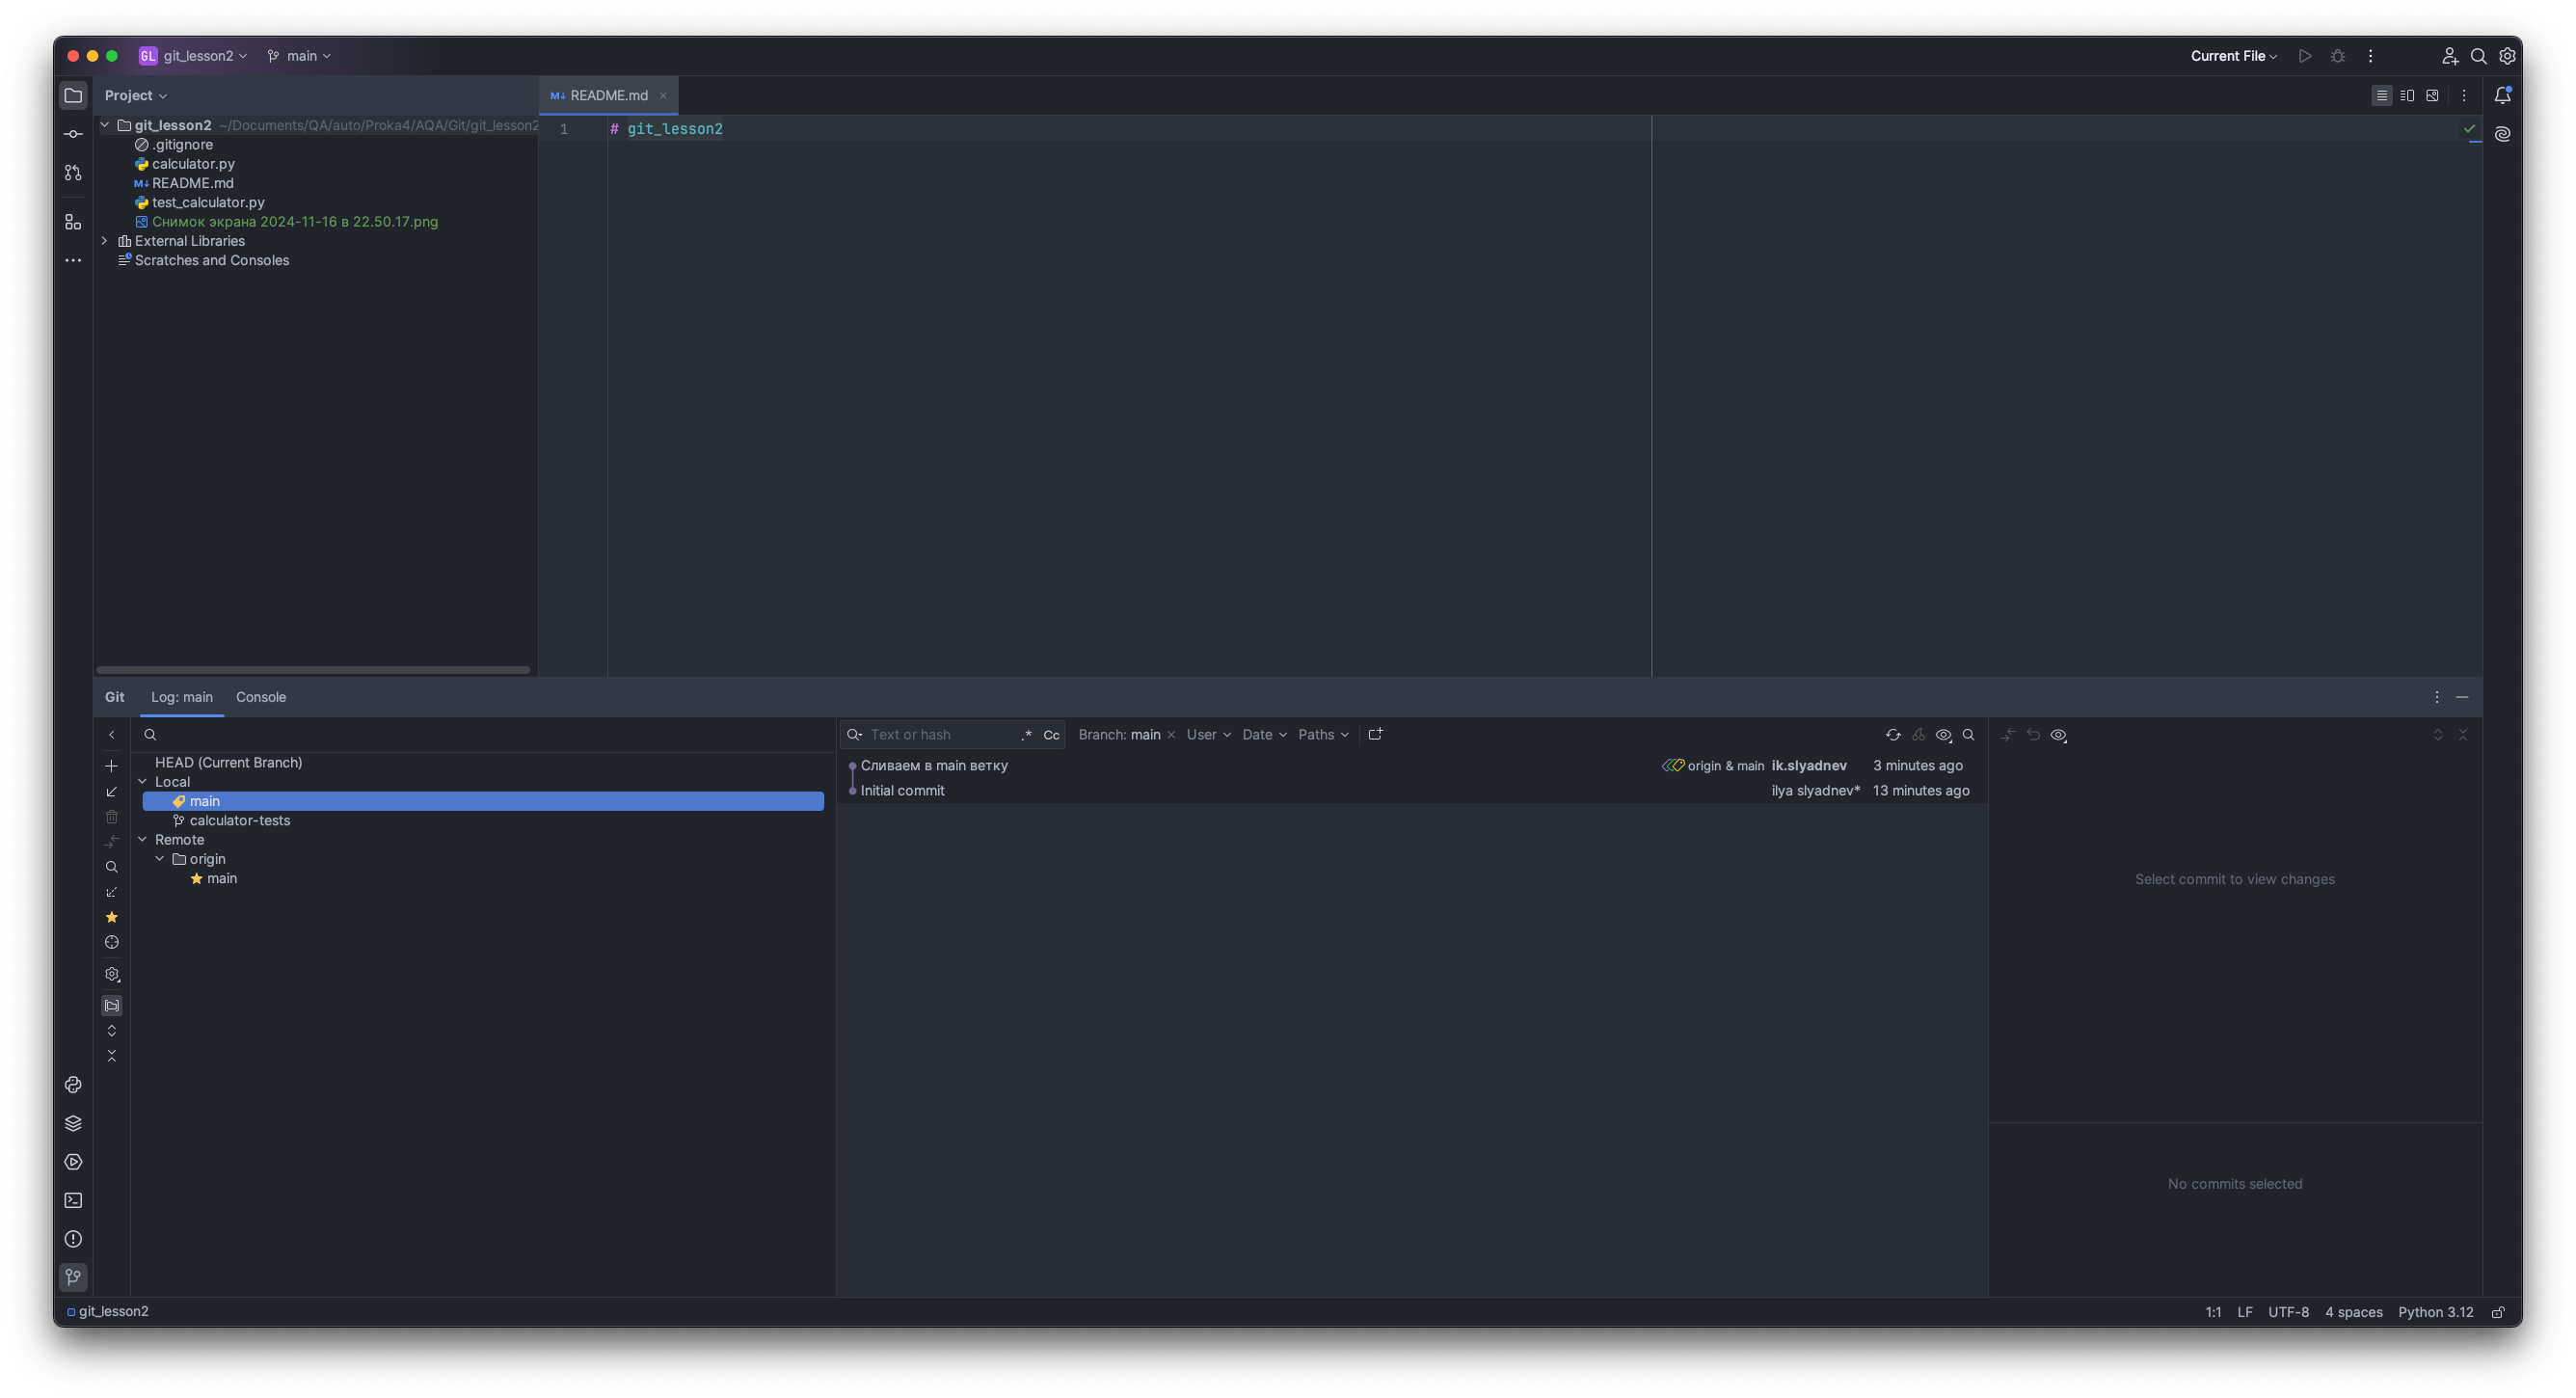 GL git_lesson2 main Current File
Project
README.md
git_lesson2 ~/Documents/QA/auto/Proka4/AQA/Git/git_lesson2
.gitignore
calculator.py
M↓ README.md
test_calculator.py
Снимок экрана 2024-11-16 в 22.50.17.png
External Libraries
Scratches and Consoles
1 # git_lesson2
Git Log: main Console
HEAD (Current Branch)
Local
main
calculator-tests
Remote
origin
main
Text or hash .* Cc Branch: main User Date Paths
Сливаем в main ветку origin & main ik.slyadnev 3 minutes ago
Initial commit ilya slyadnev* 13 minutes ago
Select commit to view changes
No commits selected
git_lesson2 1:1 LF UTF-8 4 spaces Python 3.12